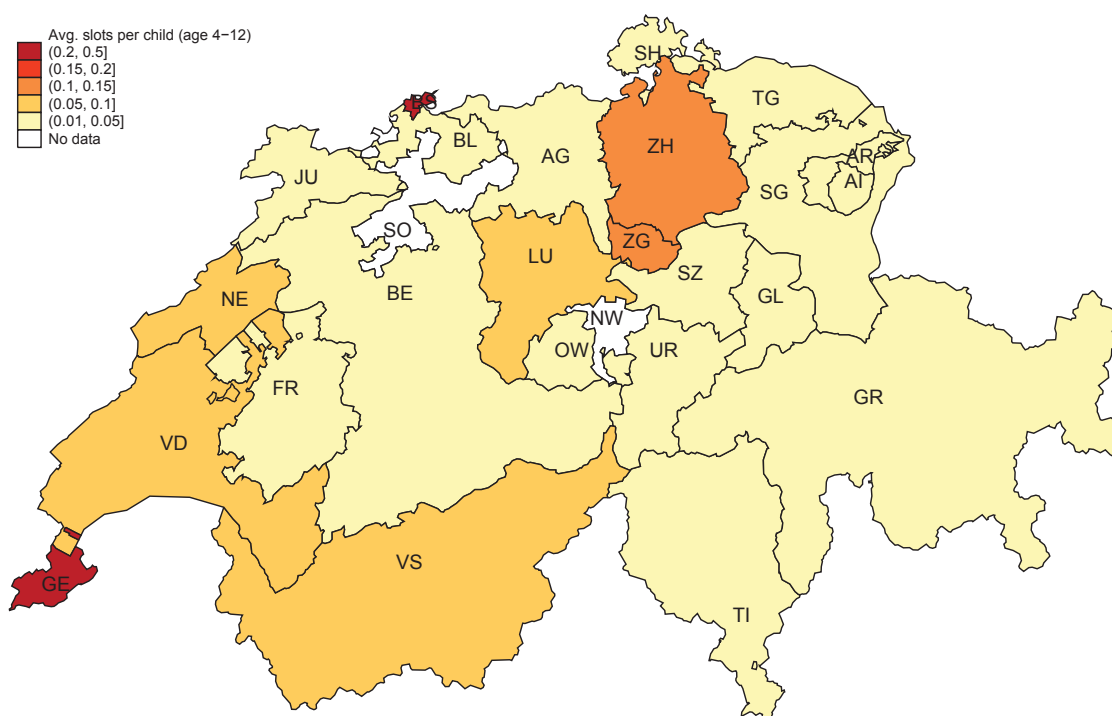 Avg. slots per child (age 4−12)
(0.2, 0.5]
(0.15, 0.2]
(0.1, 0.15]
(0.05, 0.1]
(0.01, 0.05]
No data
SH
BS
TG
BL
ZH
AG
AR
JU
AI
SG
SO
ZG
LU
SZ
BE
NE
GL
NW
OW
UR
FR
GR
VD
VS
GE
TI